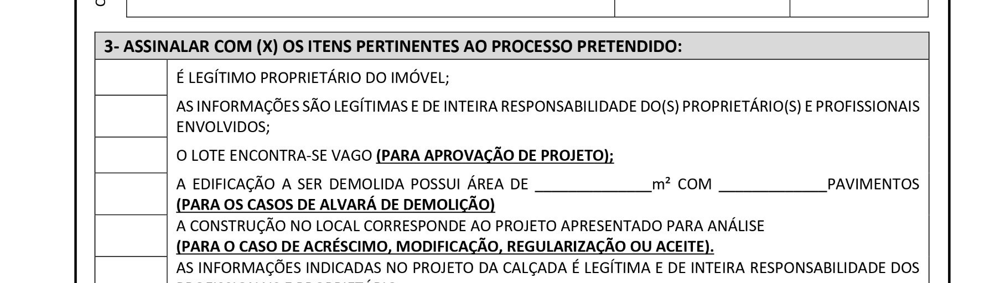 3- ASSINALAR COM (X) OS ITENS PERTINENTES AO PROCESSO PRETENDIDO:
É LEGÍTIMO PROPRIETÁRIO DO IMÓVEL;
AS INFORMAÇÕES SÃO LEGÍTIMAS E DE INTEIRA RESPONSABILIDADE DO(S) PROPRIETÁRIO(S) E PROFISSIONAIS
ENVOLVIDOS;
O LOTE ENCONTRA-SE VAGO (PARA APROVAÇÃO DE PROJETO);
A EDIFICAÇÃO A SER DEMOLIDA POSSUI ÁREA DE ______________m² COM _____________PAVIMENTOS
(PARA OS CASOS DE ALVARÁ DE DEMOLIÇÃO)
A CONSTRUÇÃO NO LOCAL CORRESPONDE AO PROJETO APRESENTADO PARA ANÁLISE
(PARA O CASO DE ACRÉSCIMO, MODIFICAÇÃO, REGULARIZAÇÃO OU ACEITE).
AS INFORMAÇÕES INDICADAS NO PROJETO DA CALÇADA É LEGÍTIMA E DE INTEIRA RESPONSABILIDADE DOS